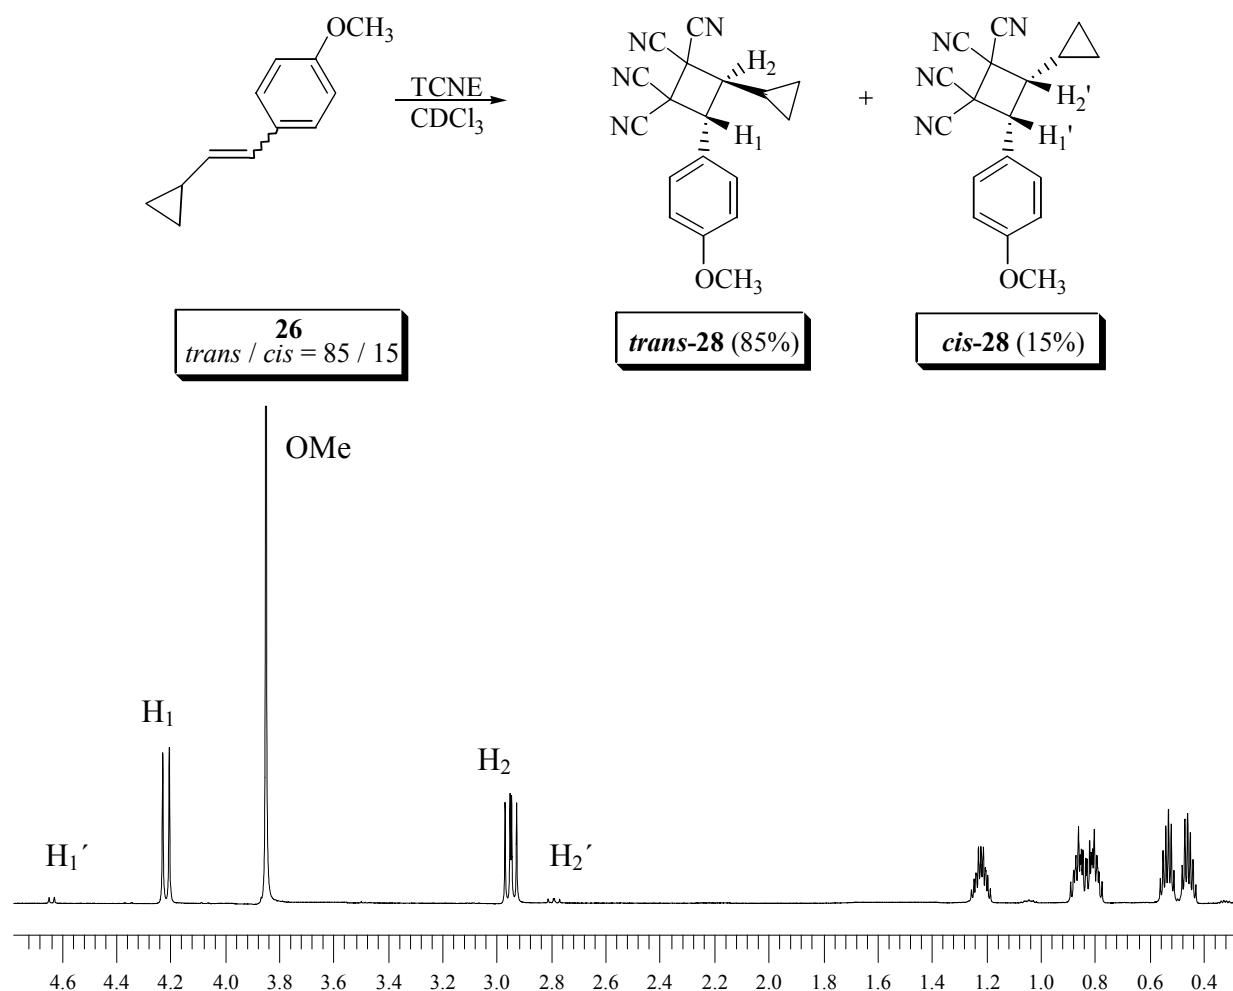 OCH3
TCNE
CDCl3
26
trans / cis = 85 / 15
NC CN
NC
NC
H2
H1
OCH3
trans-28 (85%)
+
NC CN
NC
NC
H2'
H1'
OCH3
cis-28 (15%)
OMe
H1
H2
H1´
H2´
4.6 4.4 4.2 4.0 3.8 3.6 3.4 3.2 3.0 2.8 2.6 2.4 2.2 2.0 1.8 1.6 1.4 1.2 1.0 0.8 0.6 0.4